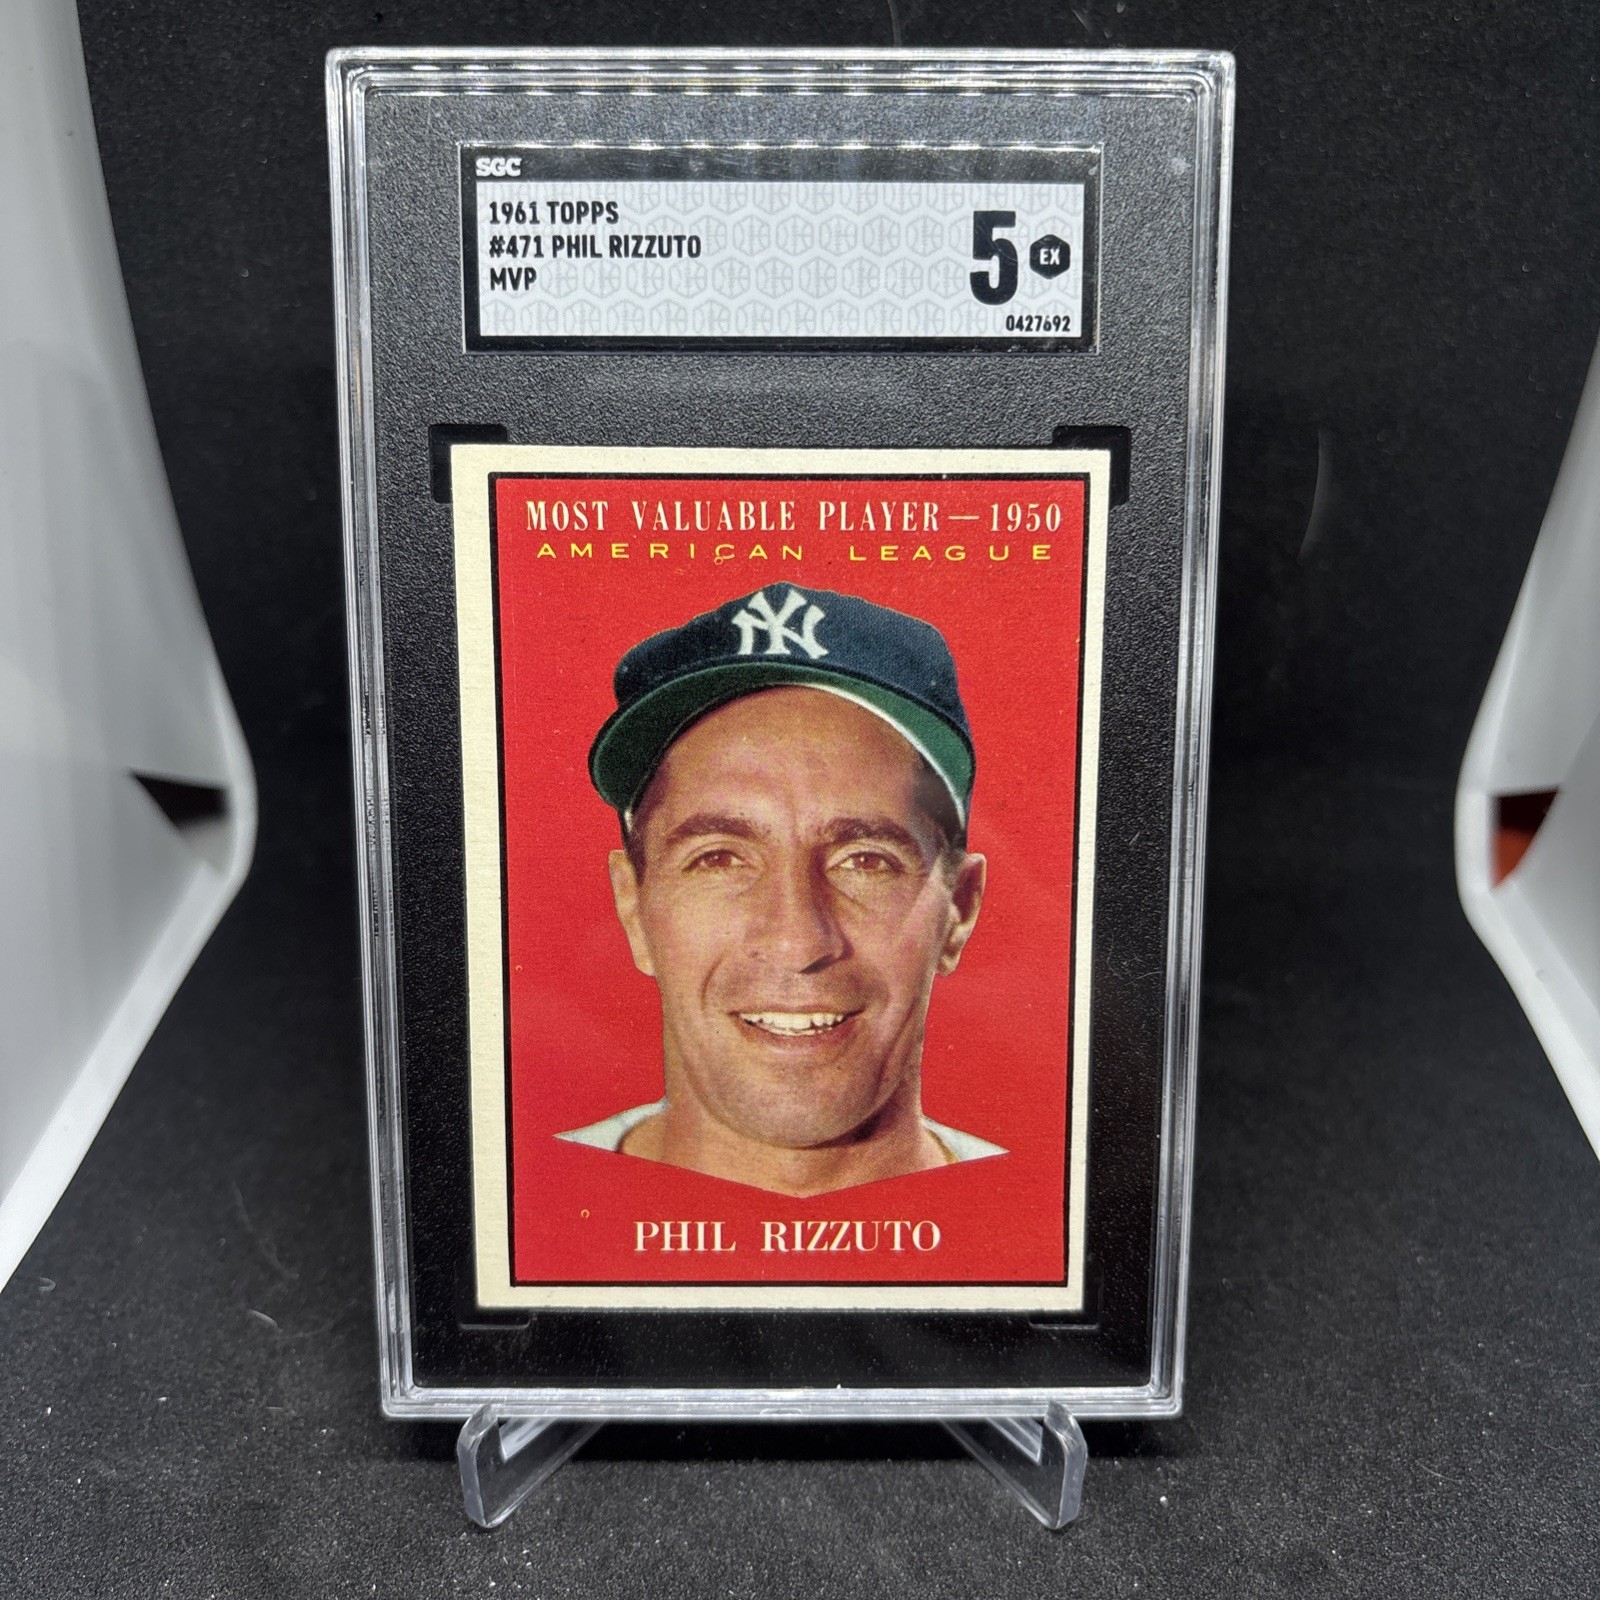 SGC
1961 TOPPS
#471 PHIL RIZZUTO
MVP
5 EX
0427692
MOST VALUABLE PLAYER—1950
AMERICAN LEAGUE
NY
PHIL RIZZUTO